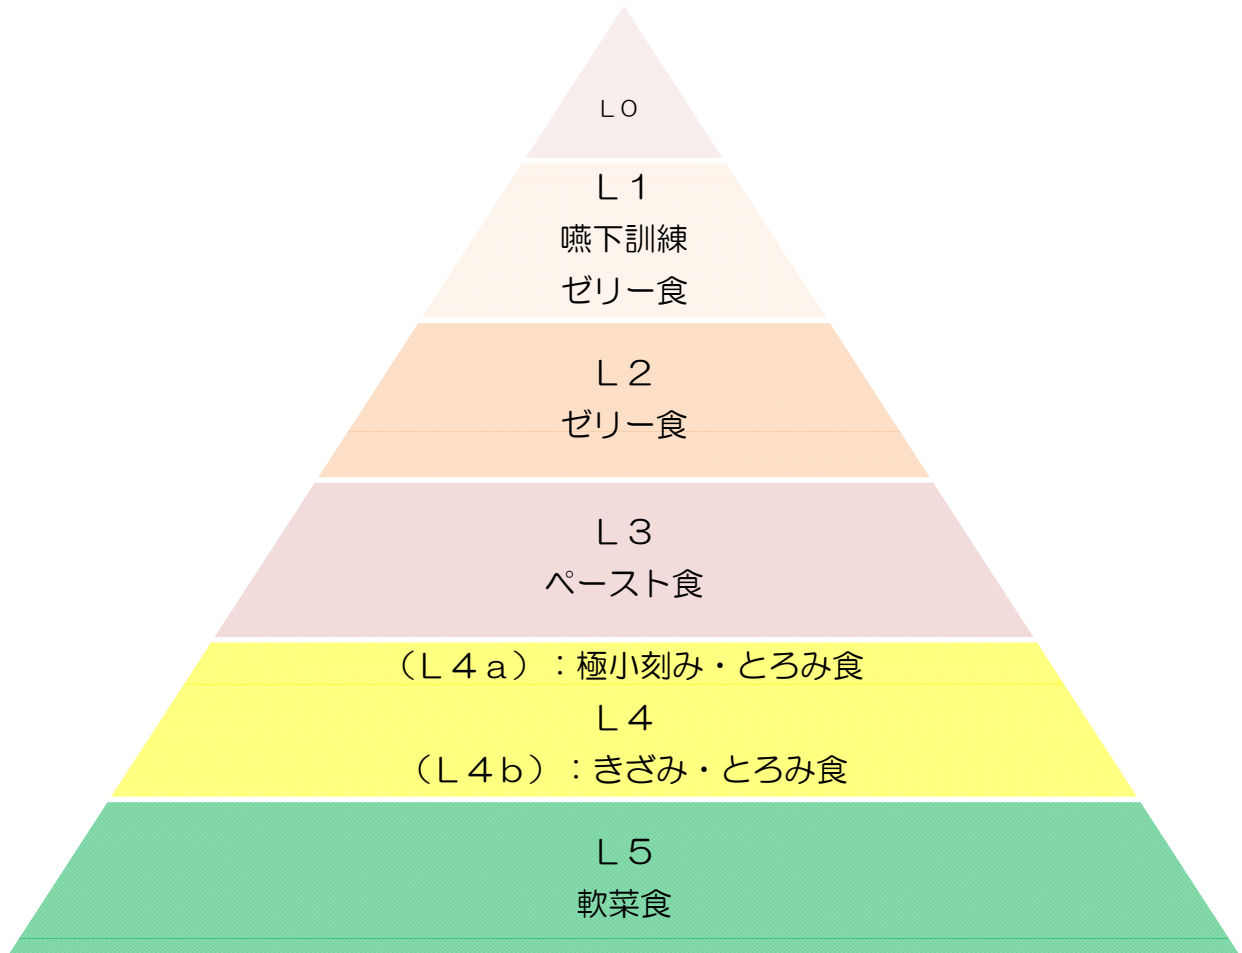 Ｌ０
Ｌ１
嚥下訓練
ゼリー食
Ｌ２
ゼリー食
Ｌ３
ペースト食
（Ｌ４ａ）：極小刻み・とろみ食
Ｌ４
（Ｌ４ｂ）：きざみ・とろみ食
Ｌ５
軟菜食